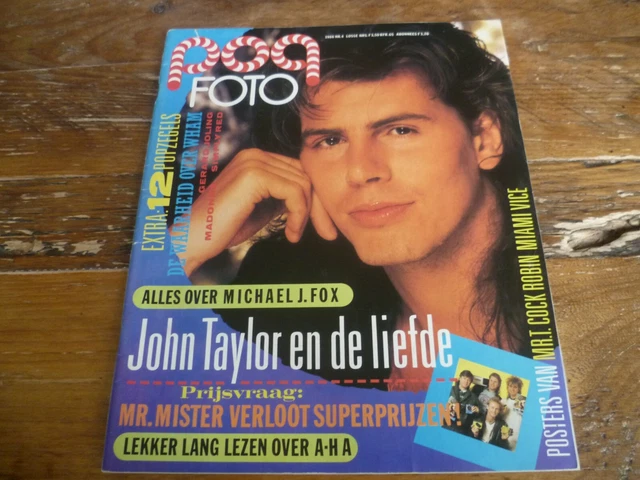 pop
FOTO
EXTRA: 12 POPZEGELS
DE WAARHEID OVER WHAM
ALLES OVER MICHAEL J. FOX
John Taylor en de liefde
Prijsvraag:
MR. MISTER VERLOOT SUPERPRIJZEN!
LEKKER LANG LEZEN OVER A-HA
POSTERS VAN MR.T. COCK ROBIN MIAMI VICE